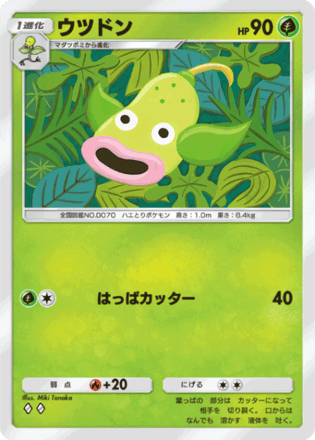 1進化
ウツドン
HP 90
マダツボミから進化
全国図鑑NO.0070 ハエとりポケモン 高さ：1.0m 重さ：6.4kg
はっぱカッター 40
弱点 +20 にげる
Illus. Miki Tanaka
葉っぱの 部分は カッターになって
相手を 切り裂く。 口からは
なんでも 溶かす 液体を 吐く。